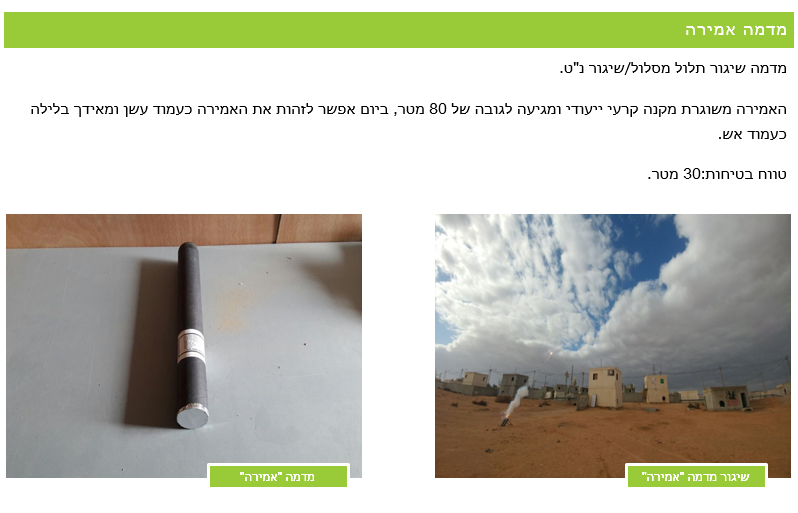 מדמה אמירה
מדמה שיגור תלול מסלול/שיגור נ"ט.
האמירה משוגרת מקנה קרעי ייעודי ומגיעה לגובה של 80 מטר, ביום אפשר לזהות את האמירה כעמוד עשן ומאידך בלילה
כעמוד אש.
טווח בטיחות:30 מטר.
שיגור מדמה "אמירה"
מדמה "אמירה"